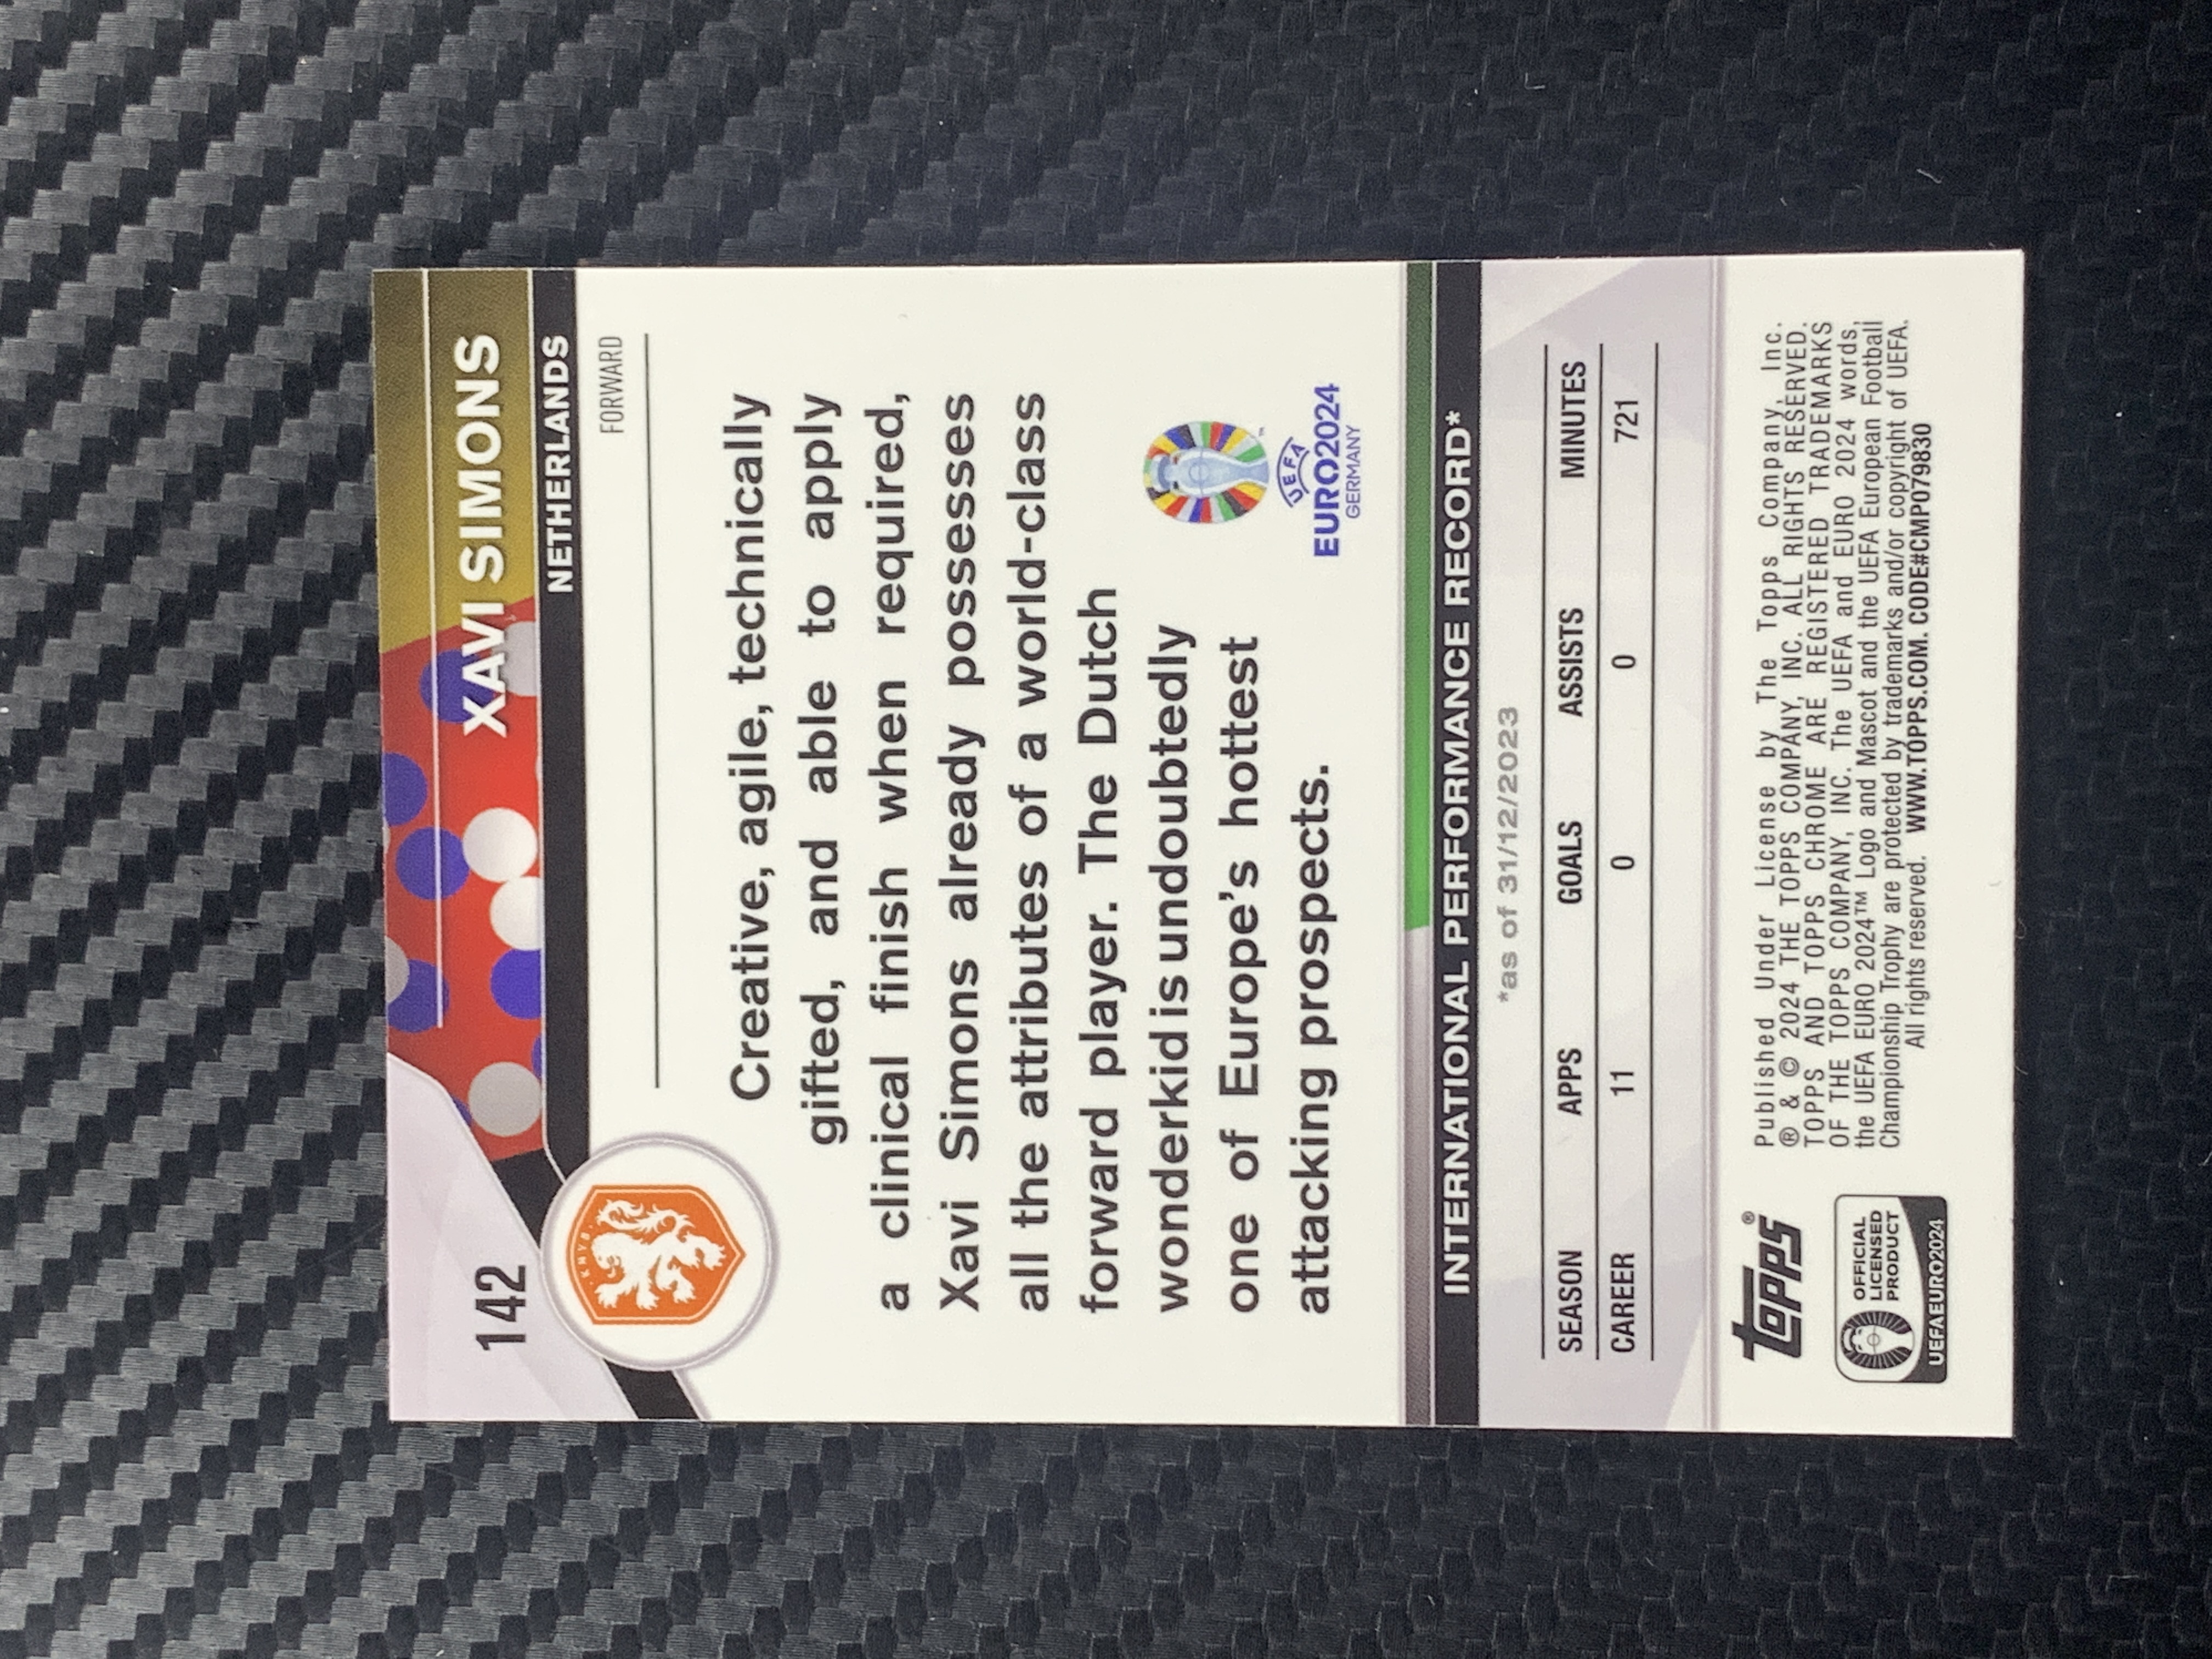 142
XAVI SIMONS
NETHERLANDS
FORWARD
KNVB
Creative, agile, technically
gifted, and able to apply
a clinical finish when required,
Xavi Simons already possesses
all the attributes of a world-class
forward player. The Dutch
wonderkid is undoubtedly
one of Europe's hottest
attacking prospects.
UEFA
EURO2024
GERMANY
INTERNATIONAL PERFORMANCE RECORD*
*as of 31/12/2023
SEASON APPS GOALS ASSISTS MINUTES
CAREER 11 0 0 721
topps®
OFFICIAL
LICENSED
PRODUCT
UEFAEURO2024
Published Under License by The Topps Company, Inc.
® & © 2024 THE TOPPS COMPANY, INC. ALL RIGHTS RESERVED.
TOPPS AND TOPPS CHROME ARE REGISTERED TRADEMARKS
OF THE TOPPS COMPANY, INC. The UEFA and EURO 2024 words,
the UEFA EURO 2024™ Logo and Mascot and the UEFA European Football
Championship Trophy are protected by trademarks and/or copyright of UEFA.
All rights reserved. WWW.TOPPS.COM. CODE#CMP079830